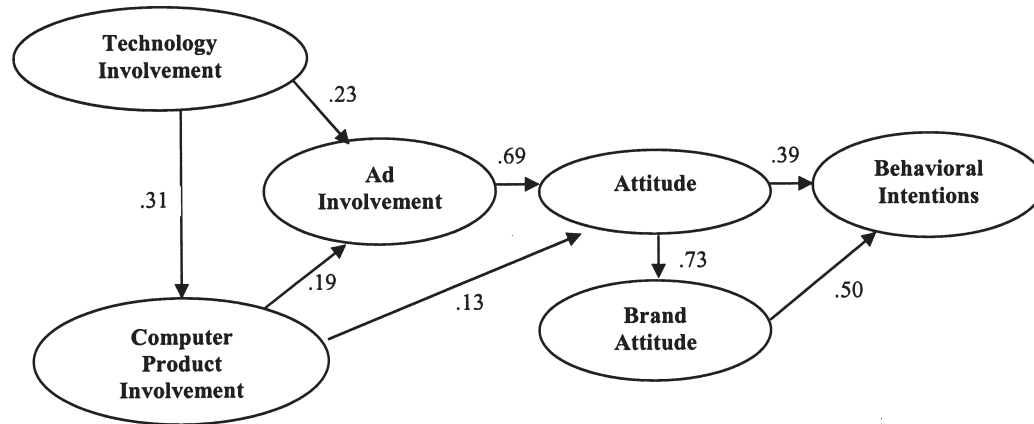 Technology
Involvement
.23
.31
Ad
Involvement
.69
Attitude
.39
Behavioral
Intentions
.19
.13
.73
.50
Computer
Product
Involvement
Brand
Attitude